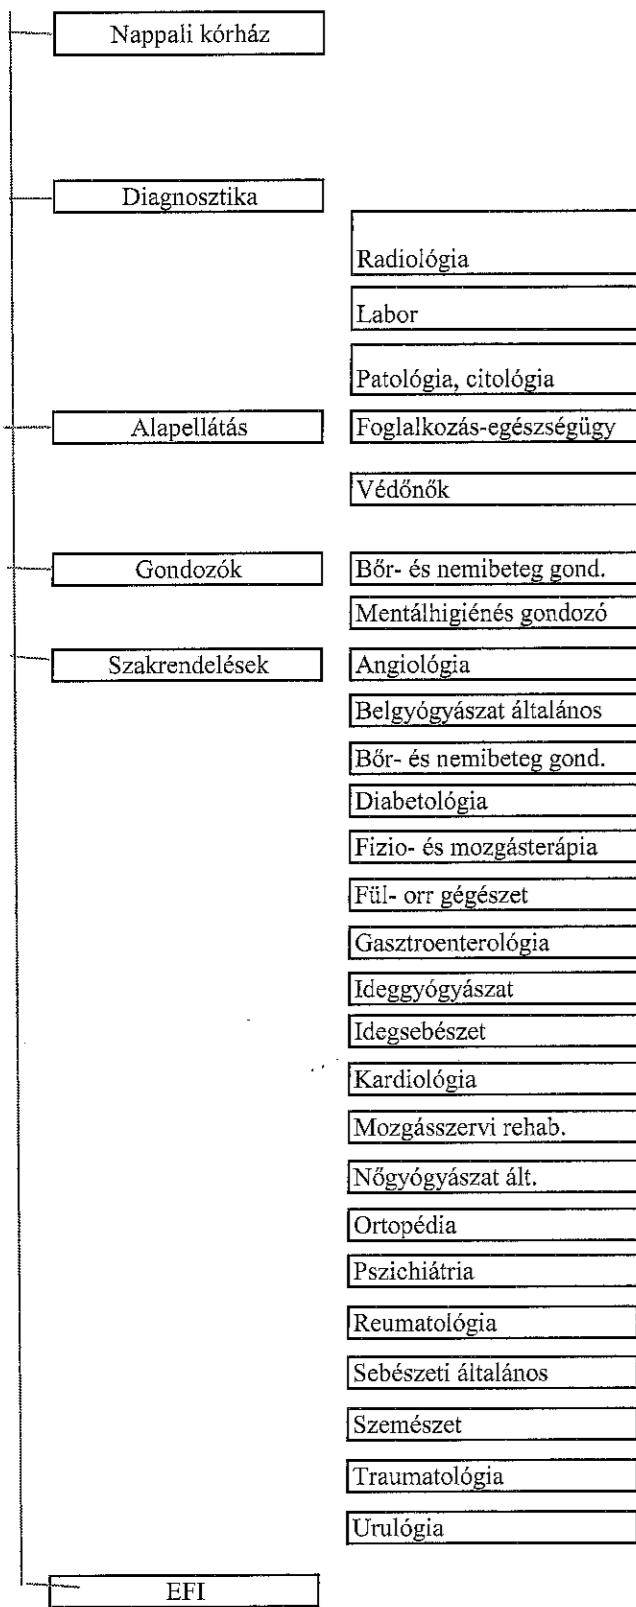 Nappali kórház
Diagnosztika
Radiológia
Labor
Patológia, citológia
Alapellátás
Foglalkozás-egészségügy
Védőnők
Gondozók
Bőr- és nemibeteg gond.
Mentálhigiénés gondozó
Szakrendelések
Angiológia
Belgyógyászat általános
Bőr- és nemibeteg gond.
Diabetológia
Fizio- és mozgásterápia
Fül- orr gégészet
Gasztroenterológia
Ideggyógyászat
Idegsebészet
Kardiológia
Mozgásszervi rehab.
Nőgyógyászat ált.
Ortopédia
Pszichiátria
Reumatológia
Sebészeti általános
Szemészet
Traumatológia
Urulógia
EFI